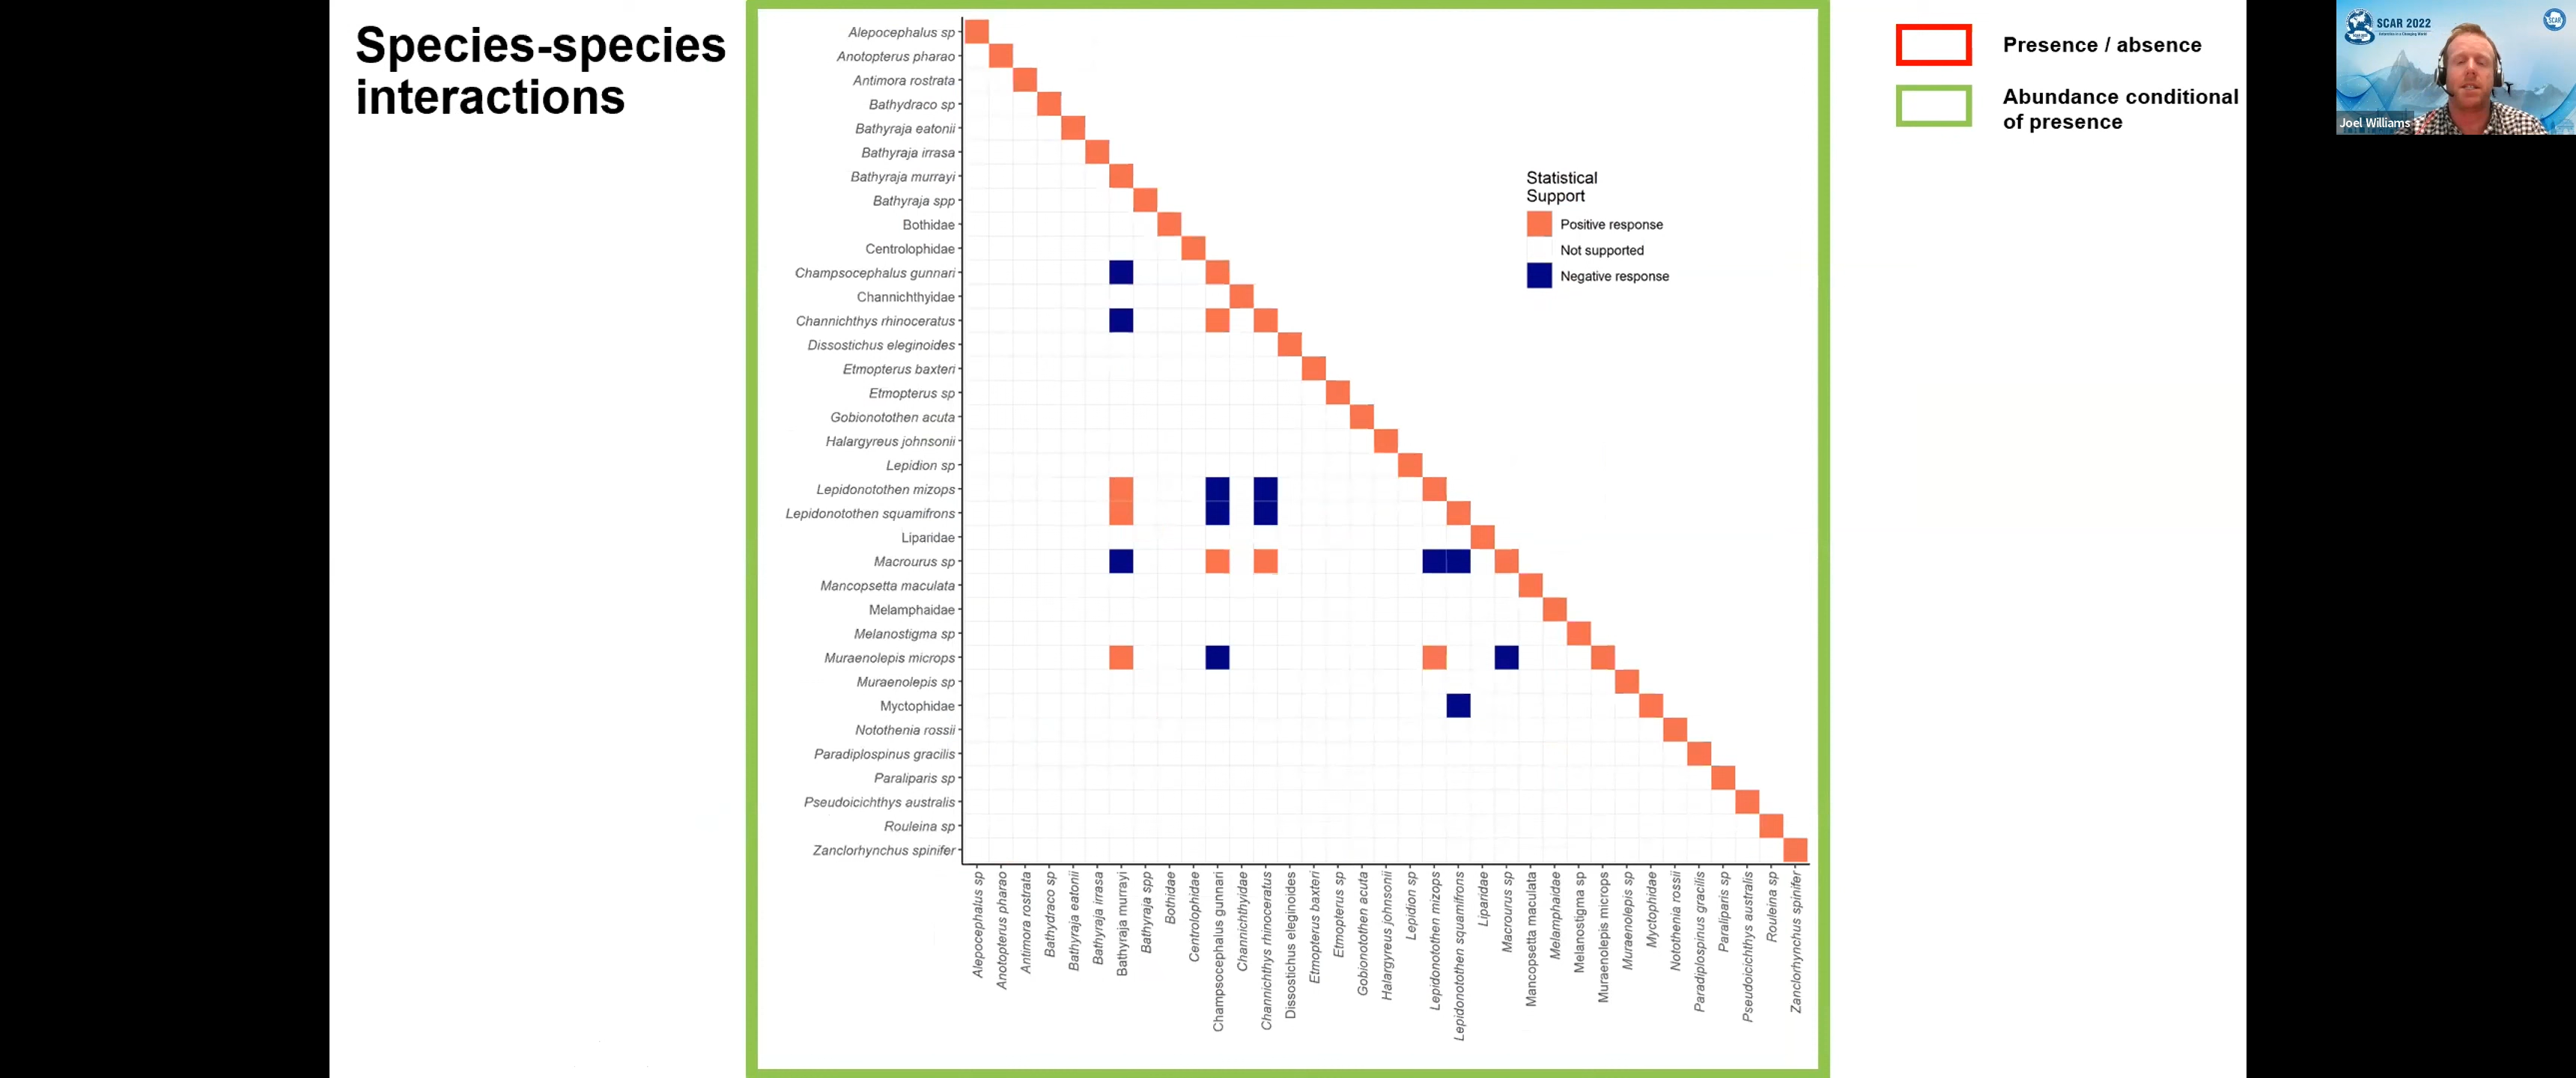 Species-species
interactions
Alepocephalus sp
Anotopterus pharao
Antimora rostrata
Bathydraco sp
Bathyraja eatonii
Bathyraja irrasa
Bathyraja murrayi
Bathyraja spp
Bothidae
Centrolophidae
Champsocephalus gunnari
Channichthyidae
Channichthys rhinoceratus
Dissostichus eleginoides
Etmopterus baxteri
Etmopterus sp
Gobionotothen acuta
Halargyreus johnsonii
Lepidion sp
Lepidonotothen mizops
Lepidonotothen squamifrons
Liparidae
Macrourus sp
Mancopsetta maculata
Melamphaidae
Melanostigma sp
Muraenolepis microps
Muraenolepis sp
Myctophidae
Notothenia rossii
Paradiplospinus gracilis
Paraliparis sp
Pseudoicichthys australis
Rouleina sp
Zanclorhynchus spinifer
Alepocephalus sp
Anotopterus pharao
Antimora rostrata
Bathydraco sp
Bathyraja eatonii
Bathyraja irrasa
Bathyraja murrayi
Bathyraja spp
Bothidae
Centrolophidae
Champsocephalus gunnari
Channichthyidae
Channichthys rhinoceratus
Dissostichus eleginoides
Etmopterus baxteri
Etmopterus sp
Gobionotothen acuta
Halargyreus johnsonii
Lepidion sp
Lepidonotothen mizops
Lepidonotothen squamifrons
Liparidae
Macrourus sp
Mancopsetta maculata
Melamphaidae
Melanostigma sp
Muraenolepis microps
Muraenolepis sp
Myctophidae
Notothenia rossii
Paradiplospinus gracilis
Paraliparis sp
Pseudoicichthys australis
Rouleina sp
Zanclorhynchus spinifer
Statistical
Support
Positive response
Not supported
Negative response
Presence / absence
Abundance conditional
of presence
SCAR 2022
Joel Williams